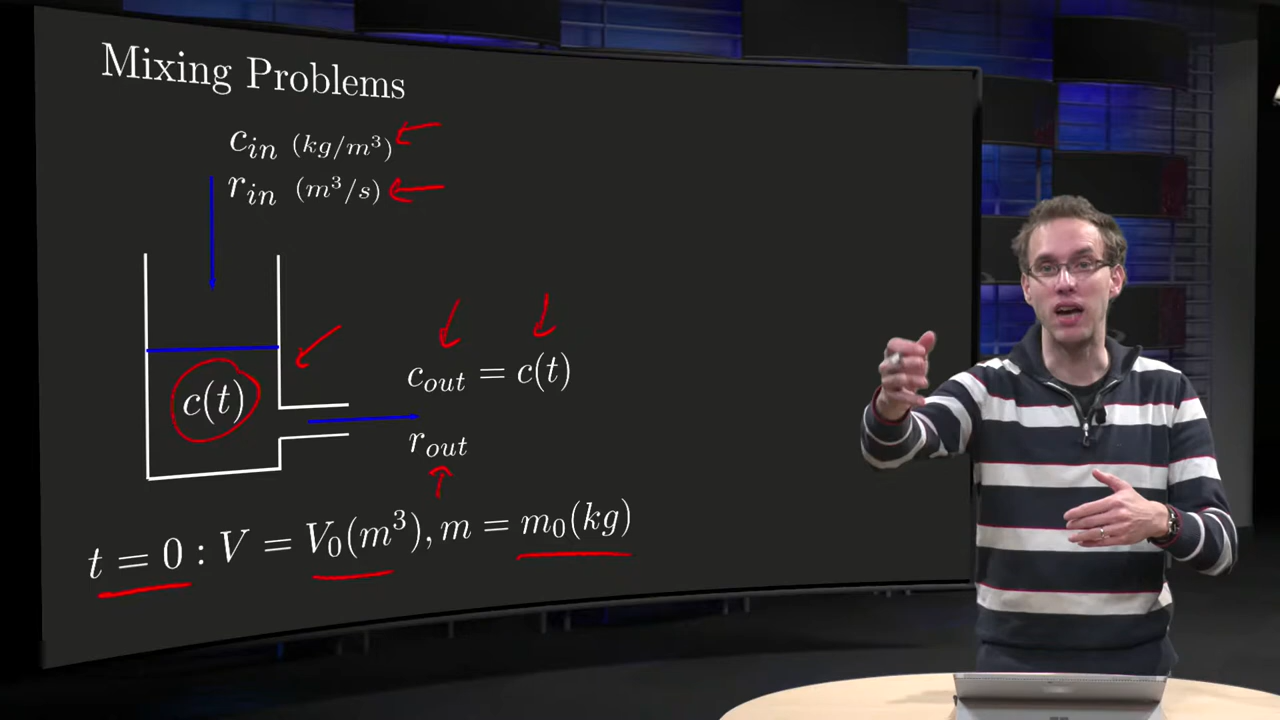 Mixing Problems
c_in (kg/m³)
r_in (m³/s)
c(t)
c_out = c(t)
r_out
t = 0 : V = V₀(m³), m = m₀(kg)